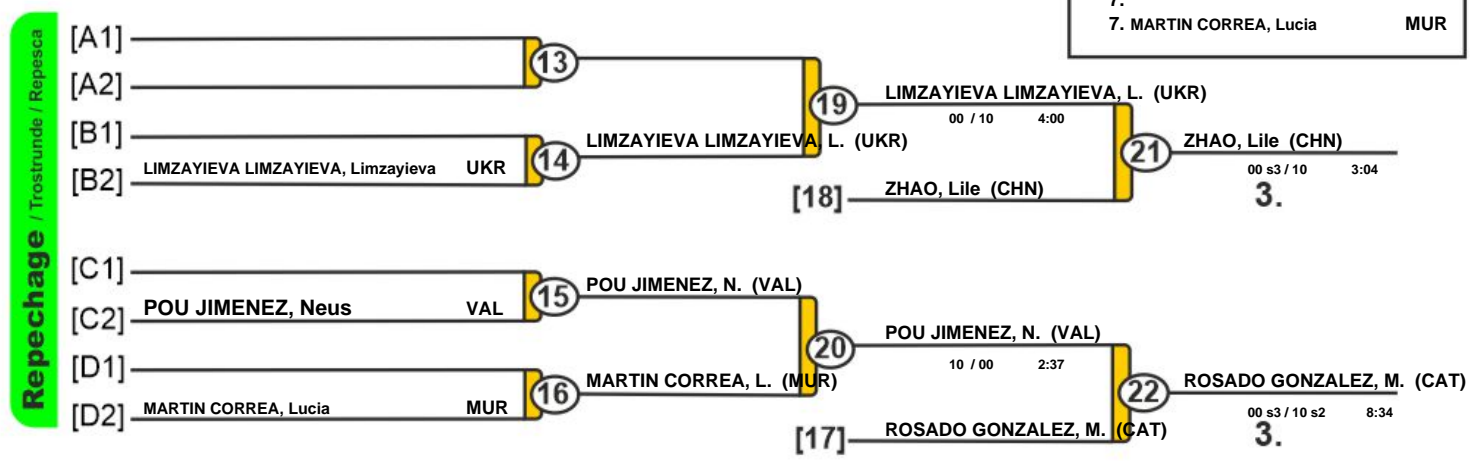 7.
7. MARTIN CORREA, Lucia MUR
Repechage / Trostrunde / Repesca
[A1]
13
[A2]
19
LIMZAYIEVA LIMZAYIEVA, L. (UKR)
00 / 10 4:00
[B1]
LIMZAYIEVA LIMZAYIEVA, L. (UKR)
14
LIMZAYIEVA LIMZAYIEVA, Limzayieva UKR
[B2]
21
ZHAO, Lile (CHN)
00 s3 / 10 3:04
3.
[18] ZHAO, Lile (CHN)
[C1]
POU JIMENEZ, N. (VAL)
15
POU JIMENEZ, Neus VAL
[C2]
20
POU JIMENEZ, N. (VAL)
10 / 00 2:37
[D1]
MARTIN CORREA, L. (MUR)
16
MARTIN CORREA, Lucia MUR
[D2]
22
ROSADO GONZALEZ, M. (CAT)
00 s3 / 10 s2 8:34
3.
[17] ROSADO GONZALEZ, M. (CAT)